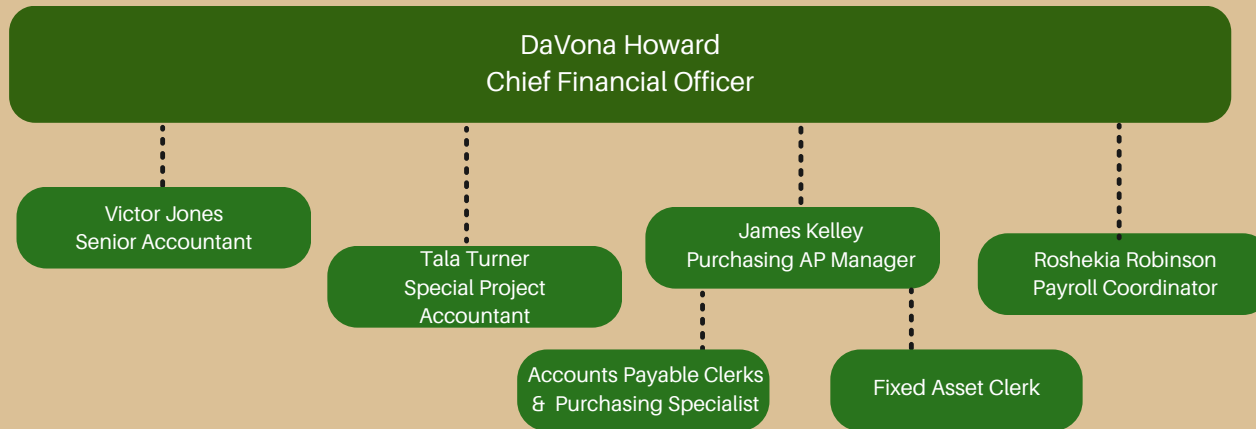 DaVona Howard
Chief Financial Officer
Victor Jones
Senior Accountant
Tala Turner
Special Project
Accountant
James Kelley
Purchasing AP Manager
Roshekia Robinson
Payroll Coordinator
Accounts Payable Clerks
& Purchasing Specialist
Fixed Asset Clerk